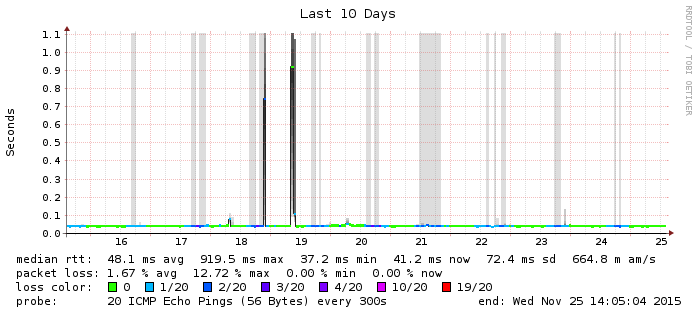 Last 10 Days
RRDTOOL / TOBI OETIKER
Seconds
1.1
1.0
0.9
0.8
0.7
0.6
0.5
0.4
0.3
0.2
0.1
0.0
16 17 18 19 20 21 22 23 24 25
median rtt: 48.1 ms avg 919.5 ms max 37.2 ms min 41.2 ms now 72.4 ms sd 664.8 m am/s
packet loss: 1.67 % avg 12.72 % max 0.00 % min 0.00 % now
loss color: 0 1/20 2/20 3/20 4/20 10/20 19/20
probe: 20 ICMP Echo Pings (56 Bytes) every 300s end: Wed Nov 25 14:05:04 2015